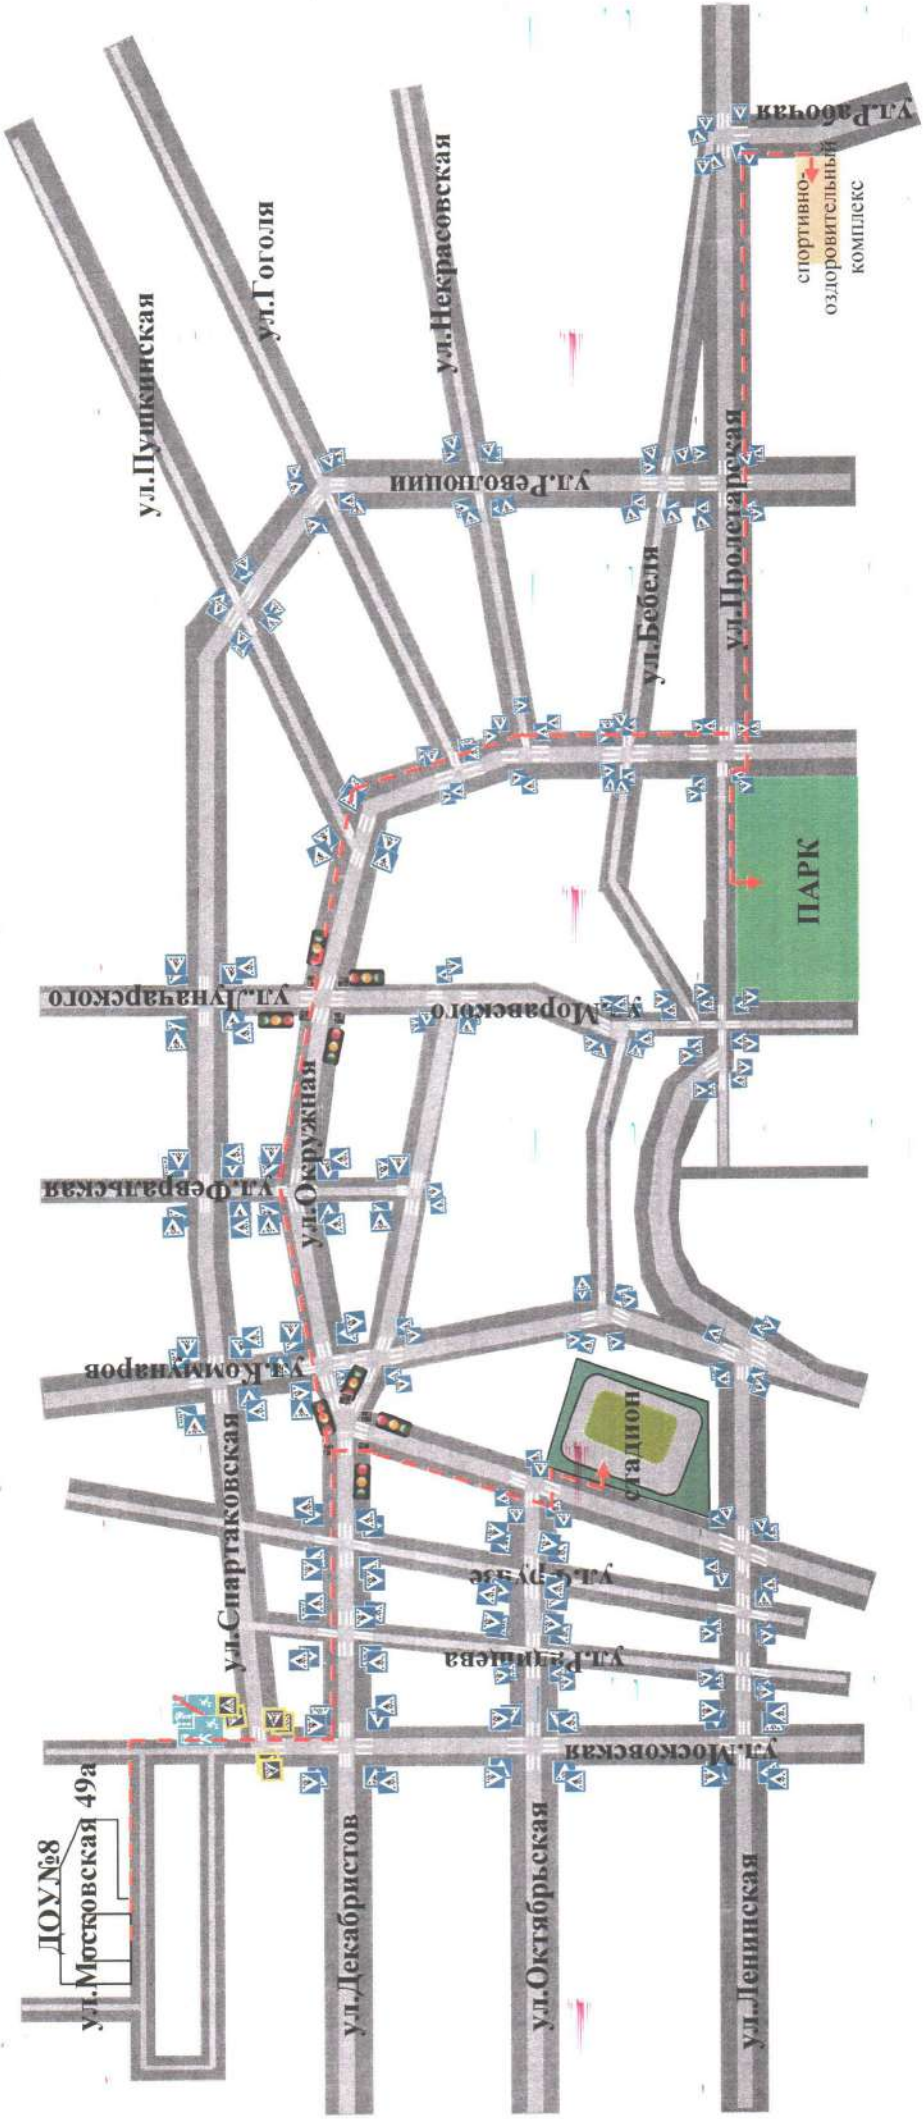 ДОУ№8
ул.Московская 49а
ул.Спартаковская
ул.Коммунаров
ул.Февральская
ул.Луначарского
ул.Пушкинская
ул.Гоголя
ул.Некрасовская
ул.Окружная
ул.Моравского
ул.Революции
ул.Бебеля
ул.Пролетарская
ул.Рабочая
спортивно-
оздоровительный
комплекс
ПАРК
стадион
ул.Фрунзе
ул.Радищева
ул.Московская
ул.Декабристов
ул.Октябрьская
ул.Ленинская